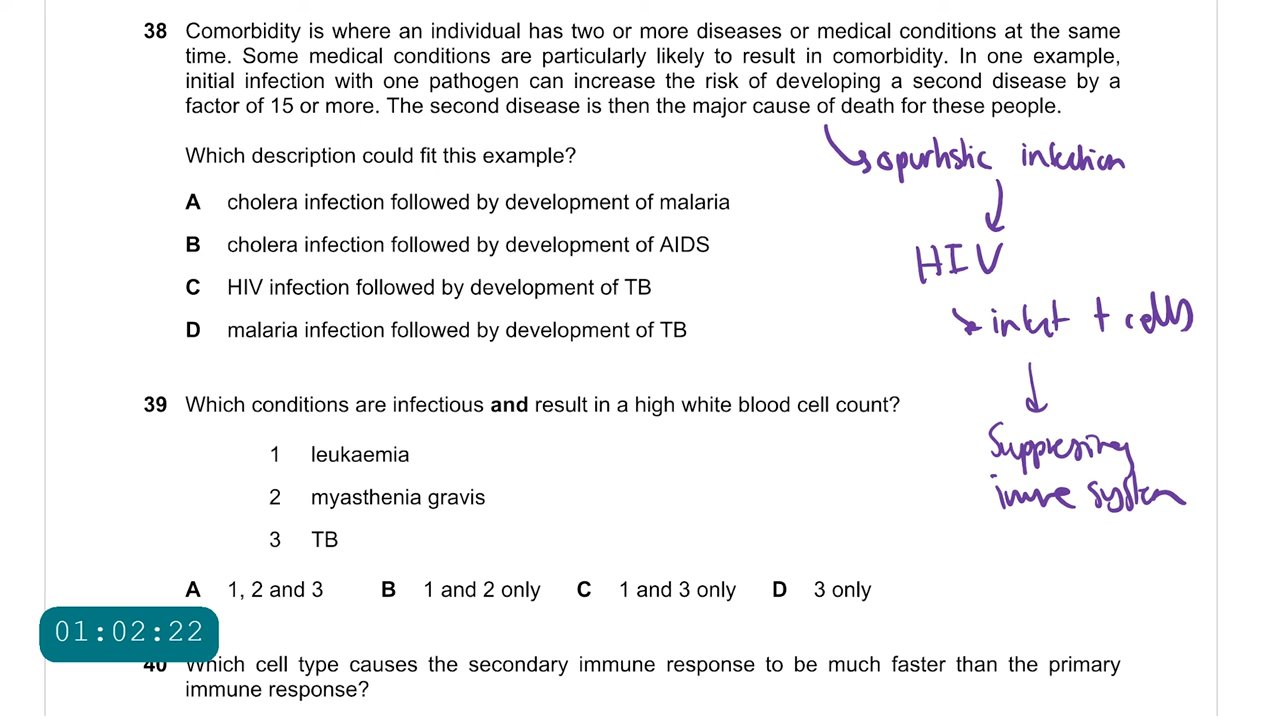 38 Comorbidity is where an individual has two or more diseases or medical conditions at the same
time. Some medical conditions are particularly likely to result in comorbidity. In one example,
initial infection with one pathogen can increase the risk of developing a second disease by a
factor of 15 or more. The second disease is then the major cause of death for these people.
opurtistic infection
Which description could fit this example?
A cholera infection followed by development of malaria
B cholera infection followed by development of AIDS
HIV
C HIV infection followed by development of TB
infect t cells
D malaria infection followed by development of TB
39 Which conditions are infectious and result in a high white blood cell count?
Suppresing
1 leukaemia
2 myasthenia gravis
system
3 TB
A 1, 2 and 3 B 1 and 2 only C 1 and 3 only D 3 only
01:02:22
40 Which cell type causes the secondary immune response to be much faster than the primary
immune response?